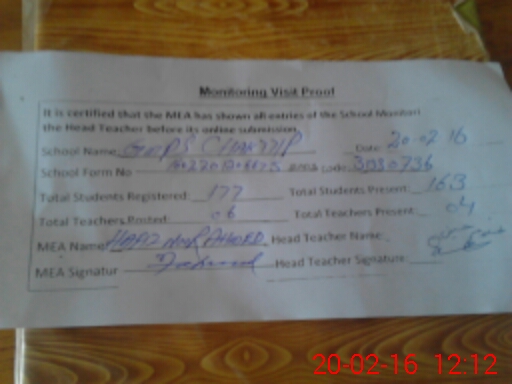 Monitoring Visit Proof
It is certified that the MEA has shown all entries of the School Monitori
the Head Teacher before its online submission
School Name GGPS Date: 20-02-16
School Form No Code: 3030736
Total Students Registered: 177 Total Students Present: 163
Total Teachers Posted: 06 Total Teachers Present: 04
MEA Name Head Teacher Name:
MEA Signatur Head Teacher Signature:
20-02-16 12:12